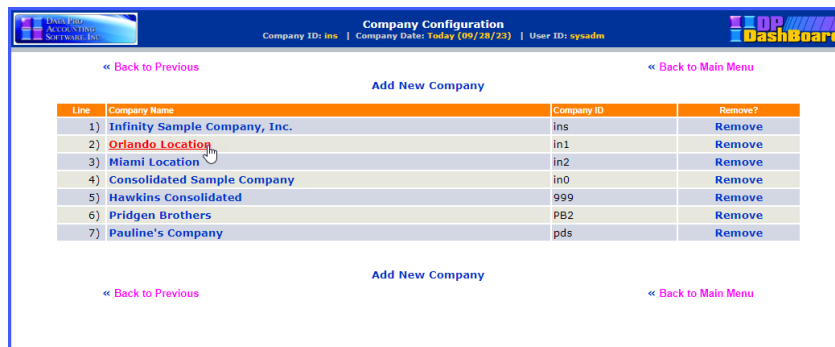 DATA PRO
ACCOUNTING
SOFTWARE, INC.
Company Configuration
Company ID: ins | Company Date: Today (09/28/23) | User ID: sysadm
DP
DashBoard
« Back to Previous
« Back to Main Menu
Add New Company
Line Company Name Company ID Remove?
1) Infinity Sample Company, Inc. ins Remove
2) Orlando Location in1 Remove
3) Miami Location in2 Remove
4) Consolidated Sample Company in0 Remove
5) Hawkins Consolidated 999 Remove
6) Pridgen Brothers PB2 Remove
7) Pauline's Company pds Remove
Add New Company
« Back to Previous
« Back to Main Menu